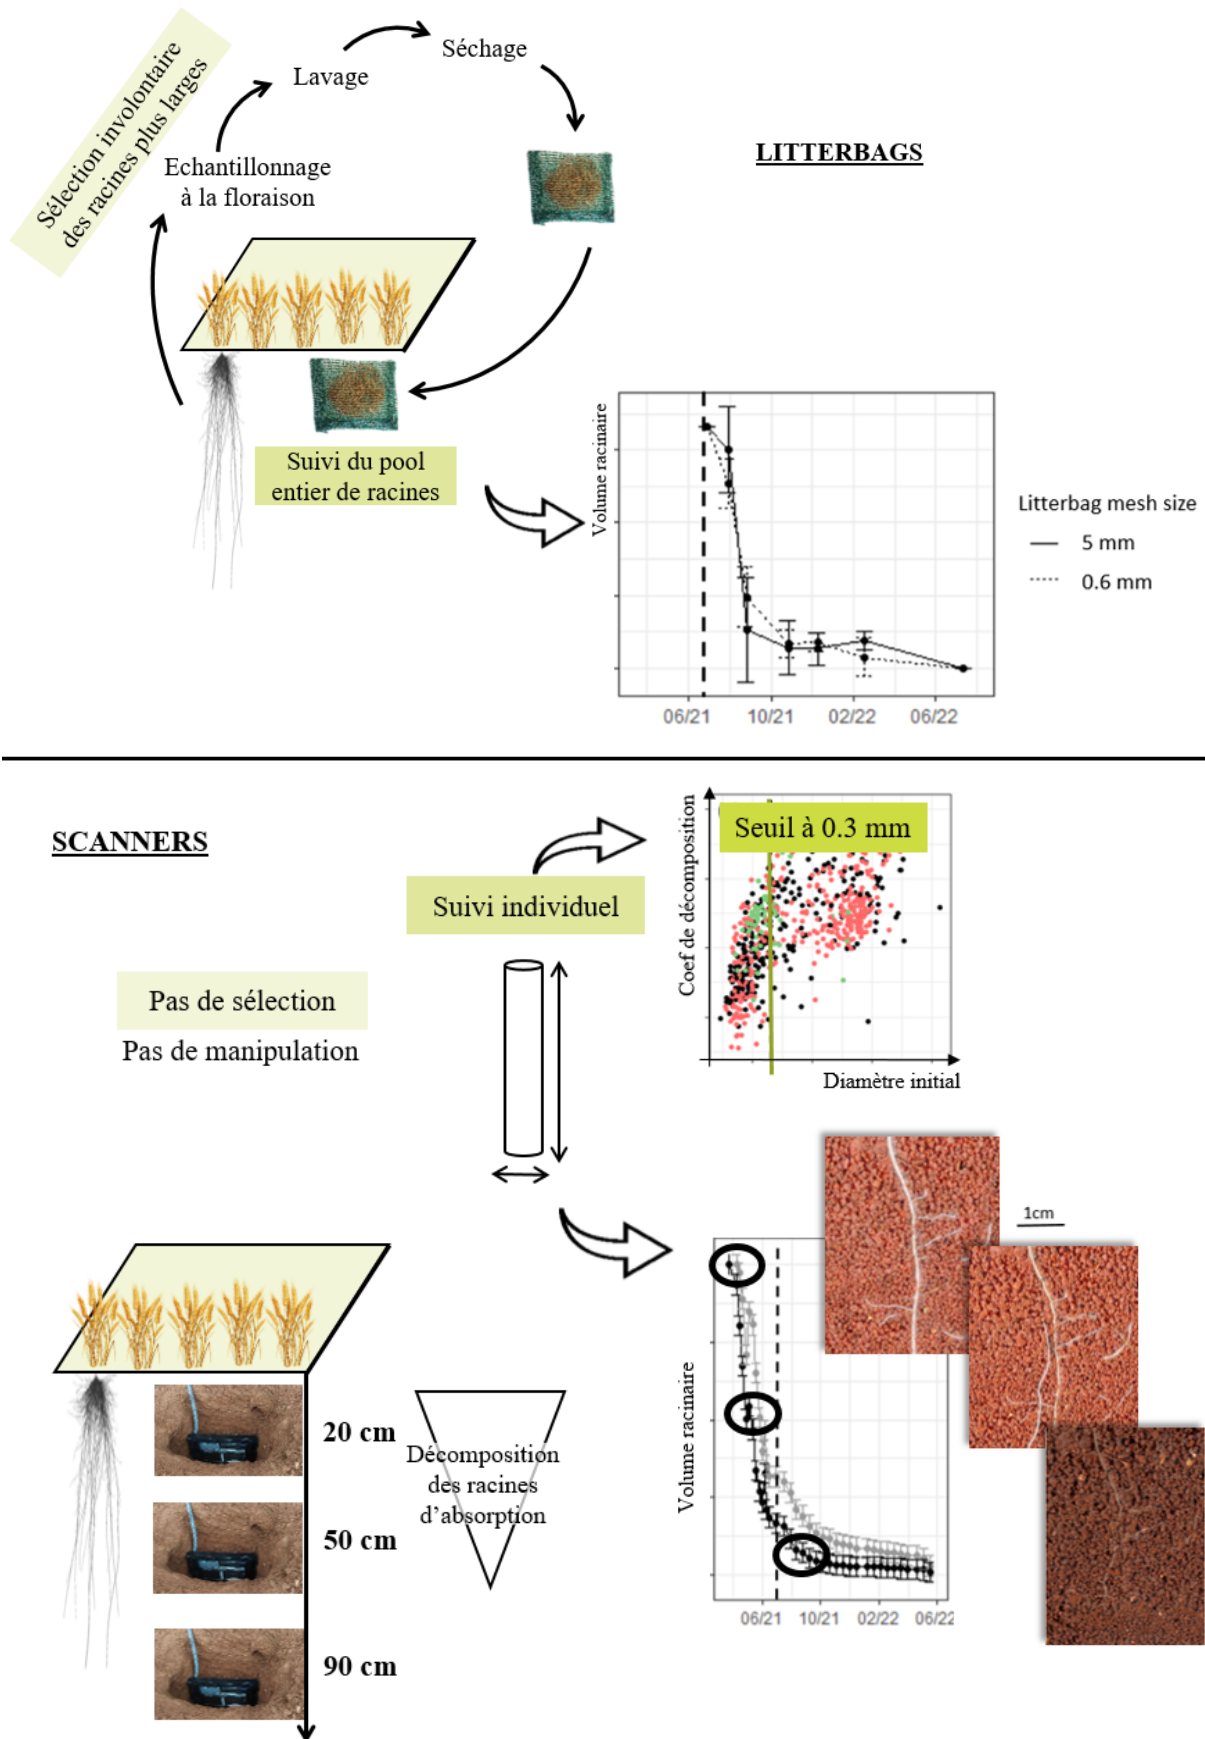 Séchage
Lavage
Sélection involontaire
des racines plus larges
Echantillonnage
à la floraison
LITTERBAGS
Suivi du pool
entier de racines
Volume racinaire
Litterbag mesh size
5 mm
0.6 mm
06/21 10/21 02/22 06/22
SCANNERS
Suivi individuel
Seuil à 0.3 mm
Coef de décomposition
Diamètre initial
Pas de sélection
Pas de manipulation
1cm
Volume racinaire
06/21 10/21 02/22 06/22
20 cm
50 cm
90 cm
Décomposition
des racines
d’absorption